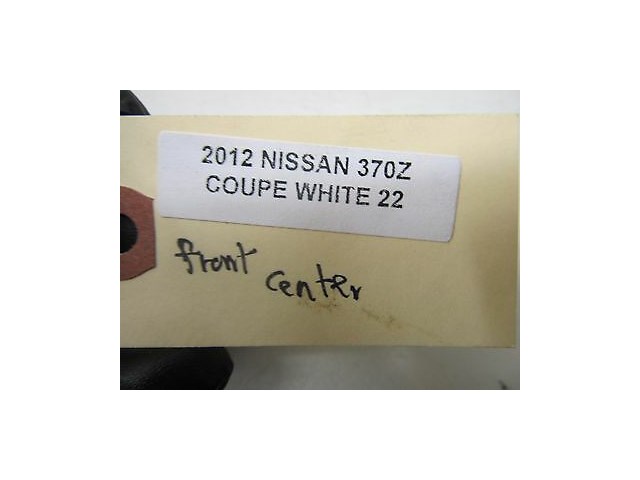 2012 NISSAN 370Z
COUPE WHITE 22
front
center